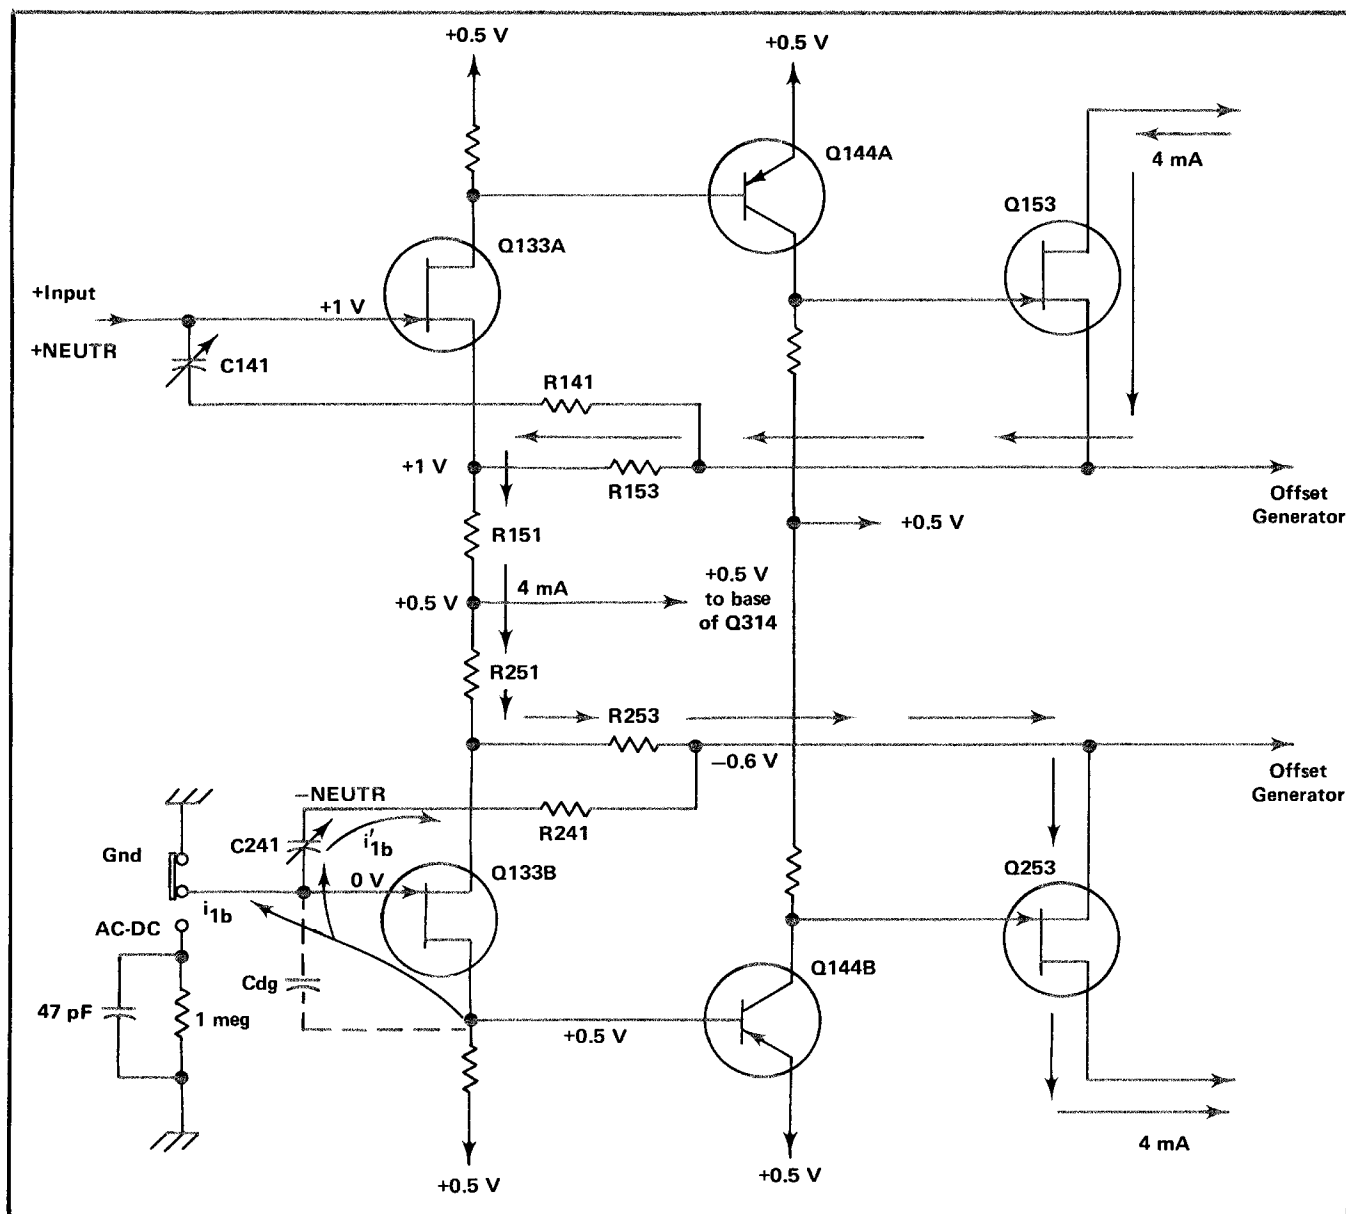 +0.5 V
+0.5 V
Q144A
4 mA
Q153
Q133A
+Input
+1 V
+NEUTR
C141
R141
+1 V
R153
Offset
Generator
R151
+0.5 V
4 mA
+0.5 V
to base
of Q314
+0.5 V
R251
R253
−0.6 V
Offset
Generator
−NEUTR
C241
i'1b
R241
Gnd
0 V
Q133B
Q253
i1b
AC-DC
Cdg
Q144B
47 pF
1 meg
+0.5 V
4 mA
+0.5 V
+0.5 V